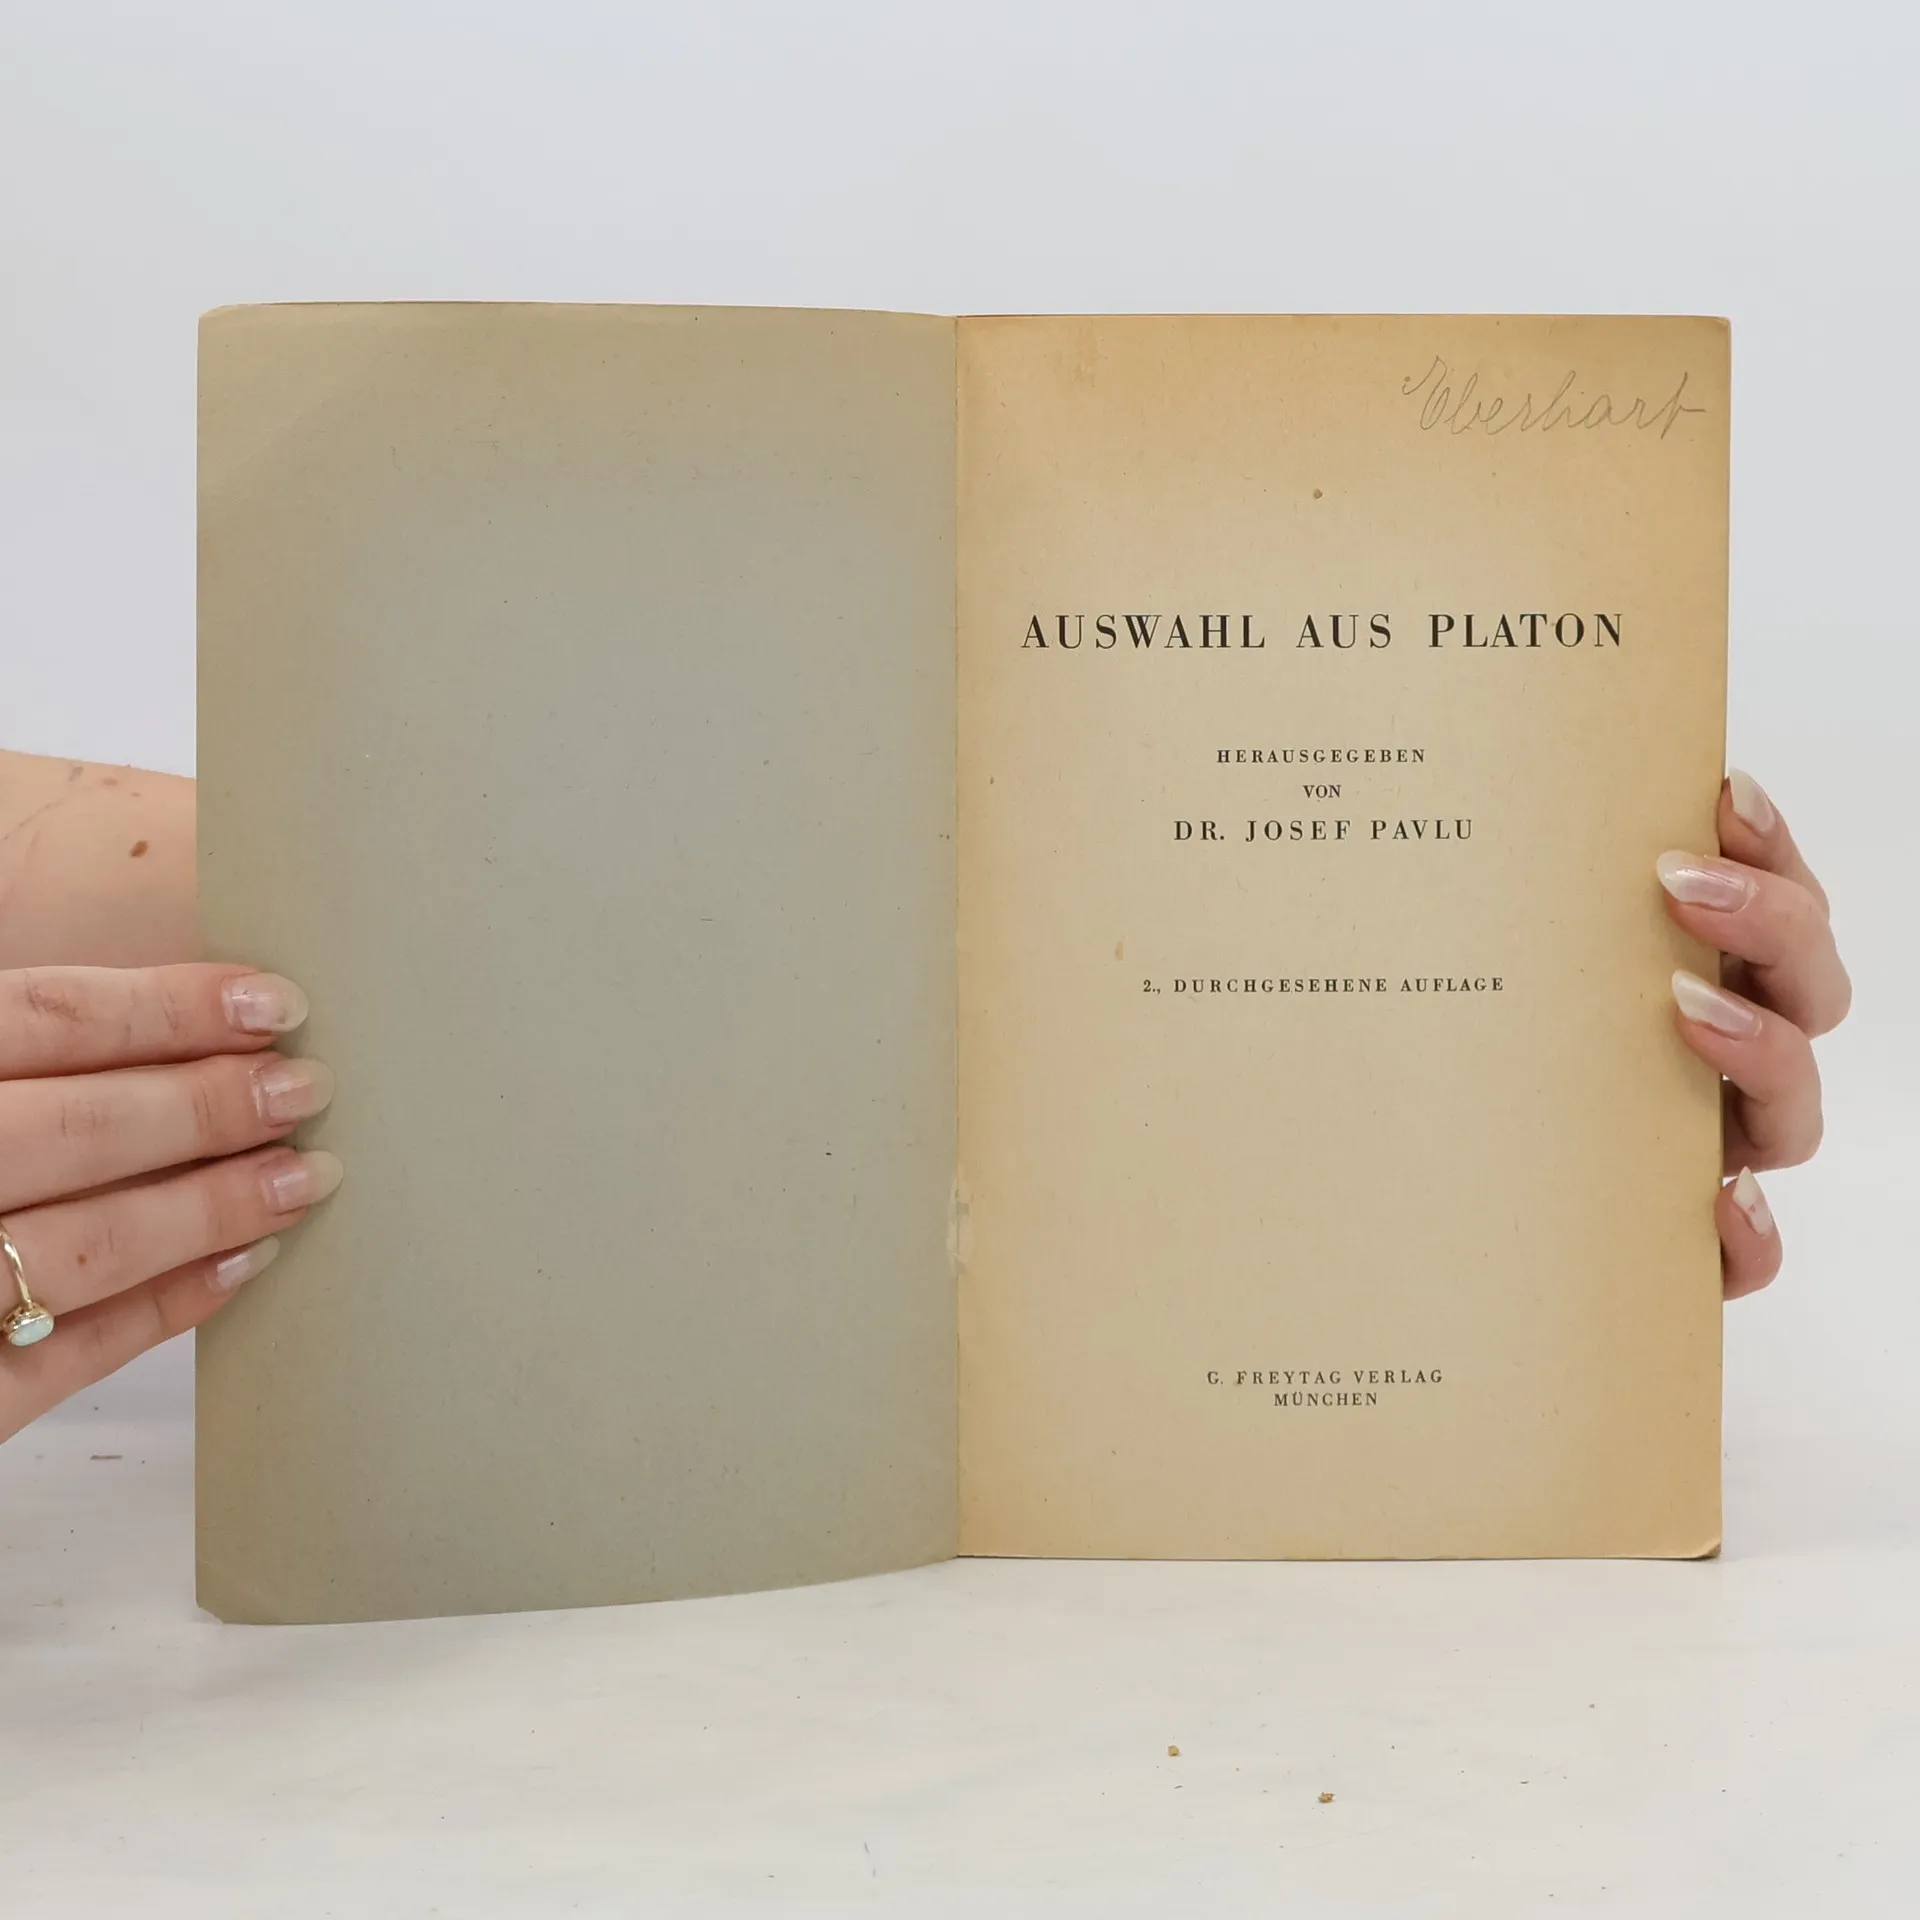 Eberhart
AUSWAHL AUS PLATON
HERAUSGEGEBEN
VON
DR. JOSEF PAVLU
2., DURCHGESEHENE AUFLAGE
G. FREYTAG VERLAG
MÜNCHEN